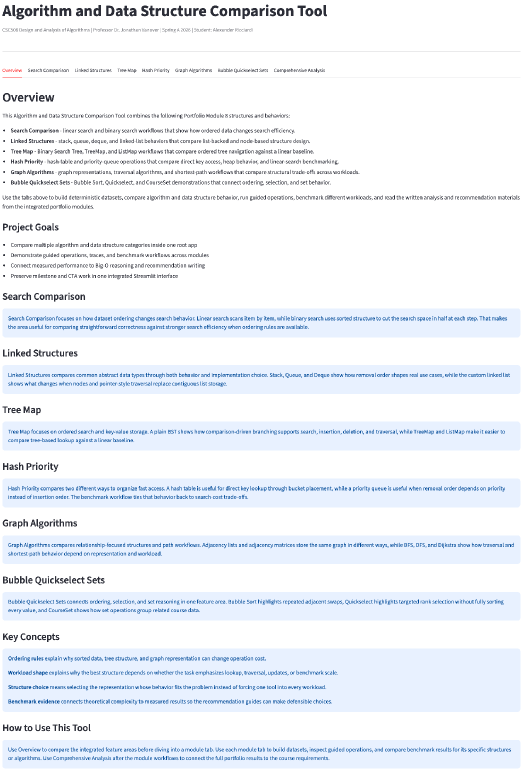 Algorithm and Data Structure Comparison Tool
CSC506 Design and Analysis of Algorithms | Professor Dr. Jonathan Vanover | Spring A 2026 | Student: Alexander Ricciardi
Overview Search Comparison Linked Structures Tree Map Hash Priority Graph Algorithms Bubble Quickselect Sets Comprehensive Analysis
Overview
This Algorithm and Data Structure Comparison Tool combines the following Portfolio Module 8 structures and behaviors:
• Search Comparison - linear search and binary search workflows that show how ordered data changes search efficiency.
• Linked Structures - stack, queue, deque, and linked-list behaviors that compare list-backed and node-based structure design.
• Tree Map - Binary Search Tree, TreeMap, and ListMap workflows that compare ordered tree navigation against a linear baseline.
• Hash Priority - hash-table and priority-queue operations that compare direct key access, heap behavior, and linear-search benchmarking.
• Graph Algorithms - graph representations, traversal algorithms, and shortest-path workflows that compare structural trade-offs across workloads.
• Bubble Quickselect Sets - Bubble Sort, Quickselect, and CourseSet demonstrations that connect ordering, selection, and set behavior.
Use the tabs above to build deterministic datasets, compare algorithm and data structure behavior, run guided operations, benchmark different workloads, and read the written analysis and recommendation materials
from the integrated portfolio modules.
Project Goals
• Compare multiple algorithm and data structure categories inside one root app
• Demonstrate guided operations, traces, and benchmark workflows across modules
• Connect measured performance to Big-O reasoning and recommendation writing
• Preserve milestone and CTA work in one integrated Streamlit interface
Search Comparison
Search Comparison focuses on how dataset ordering changes search behavior. Linear search scans item by item, while binary search uses sorted structure to cut the search space in half at each step. That makes
the area useful for comparing straightforward correctness against stronger search efficiency when ordering rules are available.
Linked Structures
Linked Structures compares common abstract data types through both behavior and implementation choice. Stack, Queue, and Deque show how removal order shapes real use cases, while the custom linked list
shows what changes when nodes and pointer-style traversal replace contiguous list storage.
Tree Map
Tree Map focuses on ordered search and key-value storage. A plain BST shows how comparison-driven branching supports search, insertion, deletion, and traversal, while TreeMap and ListMap make it easier to
compare tree-based lookup against a linear baseline.
Hash Priority
Hash Priority compares two different ways to organize fast access. A hash table is useful for direct key lookup through bucket placement, while a priority queue is useful when removal order depends on priority
instead of insertion order. The benchmark workflow ties that behavior back to search-cost trade-offs.
Graph Algorithms
Graph Algorithms compares relationship-focused structures and path workflows. Adjacency lists and adjacency matrices store the same graph in different ways, while BFS, DFS, and Dijkstra show how traversal and
shortest-path behavior depend on representation and workload.
Bubble Quickselect Sets
Bubble Quickselect Sets connects ordering, selection, and set reasoning in one feature area. Bubble Sort highlights repeated adjacent swaps, Quickselect highlights targeted rank selection without fully sorting
every value, and CourseSet shows how set operations group related course data.
Key Concepts
Ordering rules explain why sorted data, tree structure, and graph representation can change operation cost.
Workload shape explains why the best structure depends on whether the task emphasizes lookup, traversal, updates, or benchmark scale.
Structure choice means selecting the representation whose behavior fits the problem instead of forcing one tool into every workload.
Benchmark evidence connects theoretical complexity to measured results so the recommendation guides can make defensible choices.
How to Use This Tool
Use Overview to compare the integrated feature areas before diving into a module tab. Use each module tab to build datasets, inspect guided operations, and compare benchmark results for its specific structures
or algorithms. Use Comprehensive Analysis after the module workflows to connect the full portfolio results to the course requirements.